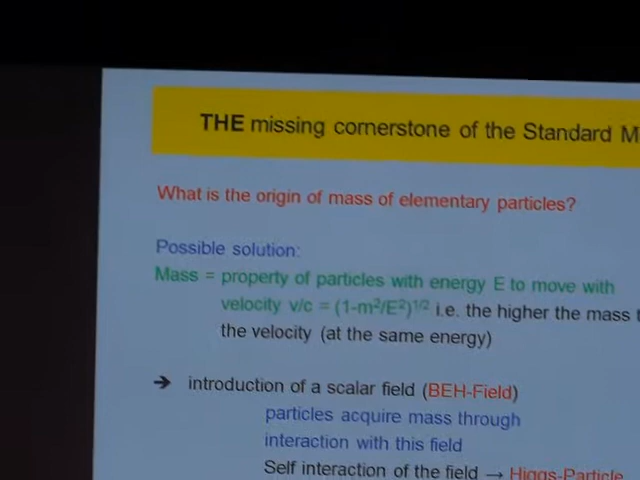 THE missing cornerstone of the Standard M
What is the origin of mass of elementary particles?
Possible solution:
Mass = property of particles with energy E to move with
velocity v/c = (1-m²/E²)¹/² i.e. the higher the mass t
the velocity (at the same energy)
➔ introduction of a scalar field (BEH-Field)
particles acquire mass through
interaction with this field
Self interaction of the field → Higgs-Particle